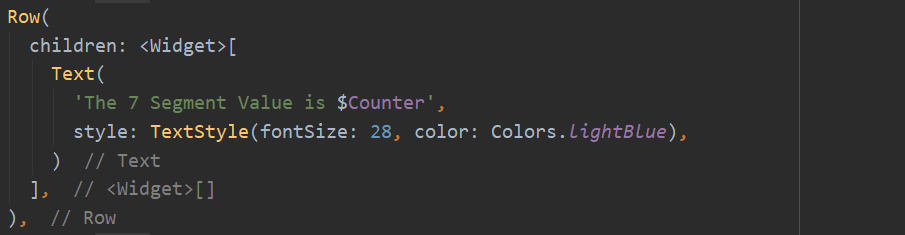 Row(
  children: <Widget>[
    Text(
      'The 7 Segment Value is $Counter',
      style: TextStyle(fontSize: 28, color: Colors.lightBlue),
    )  // Text
  ],  // <Widget>[]
),  // Row